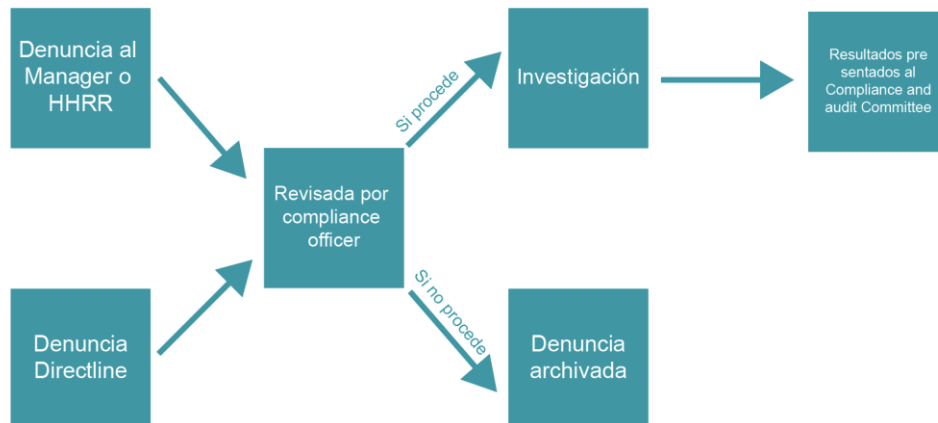 Denuncia al
Manager o
HHRR
Denuncia
Directline
Revisada por
compliance
officer
Si procede
Si no procede
Investigación
Denuncia
archivada
Resultados pre
sentados al
Compliance and
audit Committee